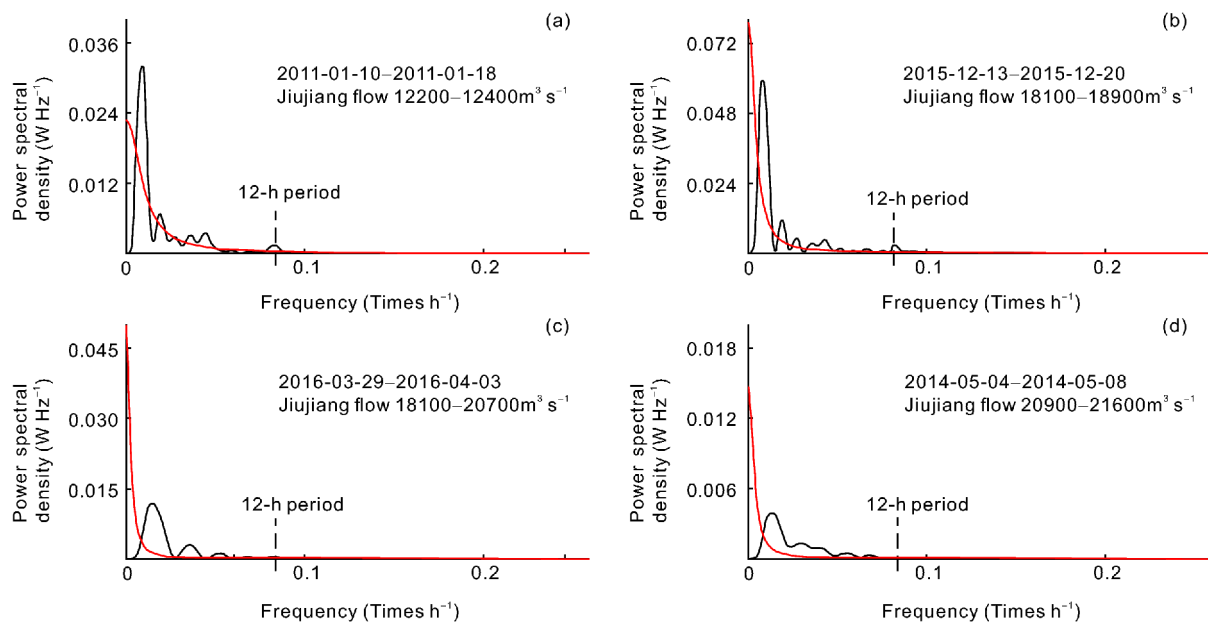 (a)
Power spectral
density (W Hz⁻¹)
0.036
0.024
0.012
2011-01-10–2011-01-18
Jiujiang flow 12200–12400m³ s⁻¹
12-h period
0
0.1
0.2
Frequency (Times h⁻¹)
(b)
Power spectral
density (W Hz⁻¹)
0.072
0.048
0.024
2015-12-13–2015-12-20
Jiujiang flow 18100–18900m³ s⁻¹
12-h period
0
0.1
0.2
Frequency (Times h⁻¹)
(c)
Power spectral
density (W Hz⁻¹)
0.045
0.030
0.015
2016-03-29–2016-04-03
Jiujiang flow 18100–20700m³ s⁻¹
12-h period
0
0.1
0.2
Frequency (Times h⁻¹)
(d)
Power spectral
density (W Hz⁻¹)
0.018
0.012
0.006
2014-05-04–2014-05-08
Jiujiang flow 20900–21600m³ s⁻¹
12-h period
0
0.1
0.2
Frequency (Times h⁻¹)